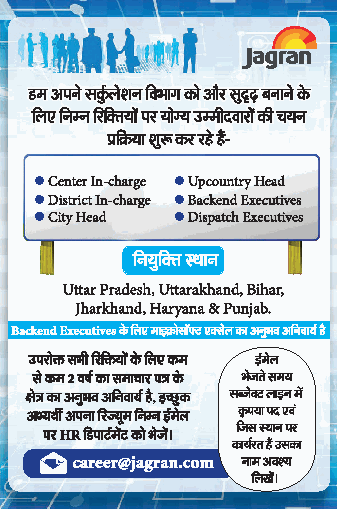 Jagran
हम अपने सर्कुलेशन विभाग को और सुदृढ़ बनाने के
लिए निम्न रिक्तियों पर योग्य उम्मीदवारों की चयन
प्रक्रिया शुरू कर रहे हैं-
Center In-charge
Upcountry Head
District In-charge
Backend Executives
City Head
Dispatch Executives
नियुक्ति स्थान
Uttar Pradesh, Uttarakhand, Bihar,
Jharkhand, Haryana & Punjab.
Backend Executives के लिए माइक्रोसॉफ्ट एक्सेल का अनुभव अनिवार्य है
उपरोक्त सभी रिक्तियों के लिए कम
से कम 2 वर्ष का समाचार पत्र के
क्षेत्र का अनुभव अनिवार्य है, इच्छुक
अभ्यर्थी अपना रिज्यूम निम्न ईमेल
पर HR डिपार्टमेंट को भेजें।
career@jagran.com
ईमेल
भेजते समय
सब्जेक्ट लाइन में
कृपया पद एवं
जिस स्थान पर
कार्यरत हैं उसका
नाम अवश्य
लिखें।